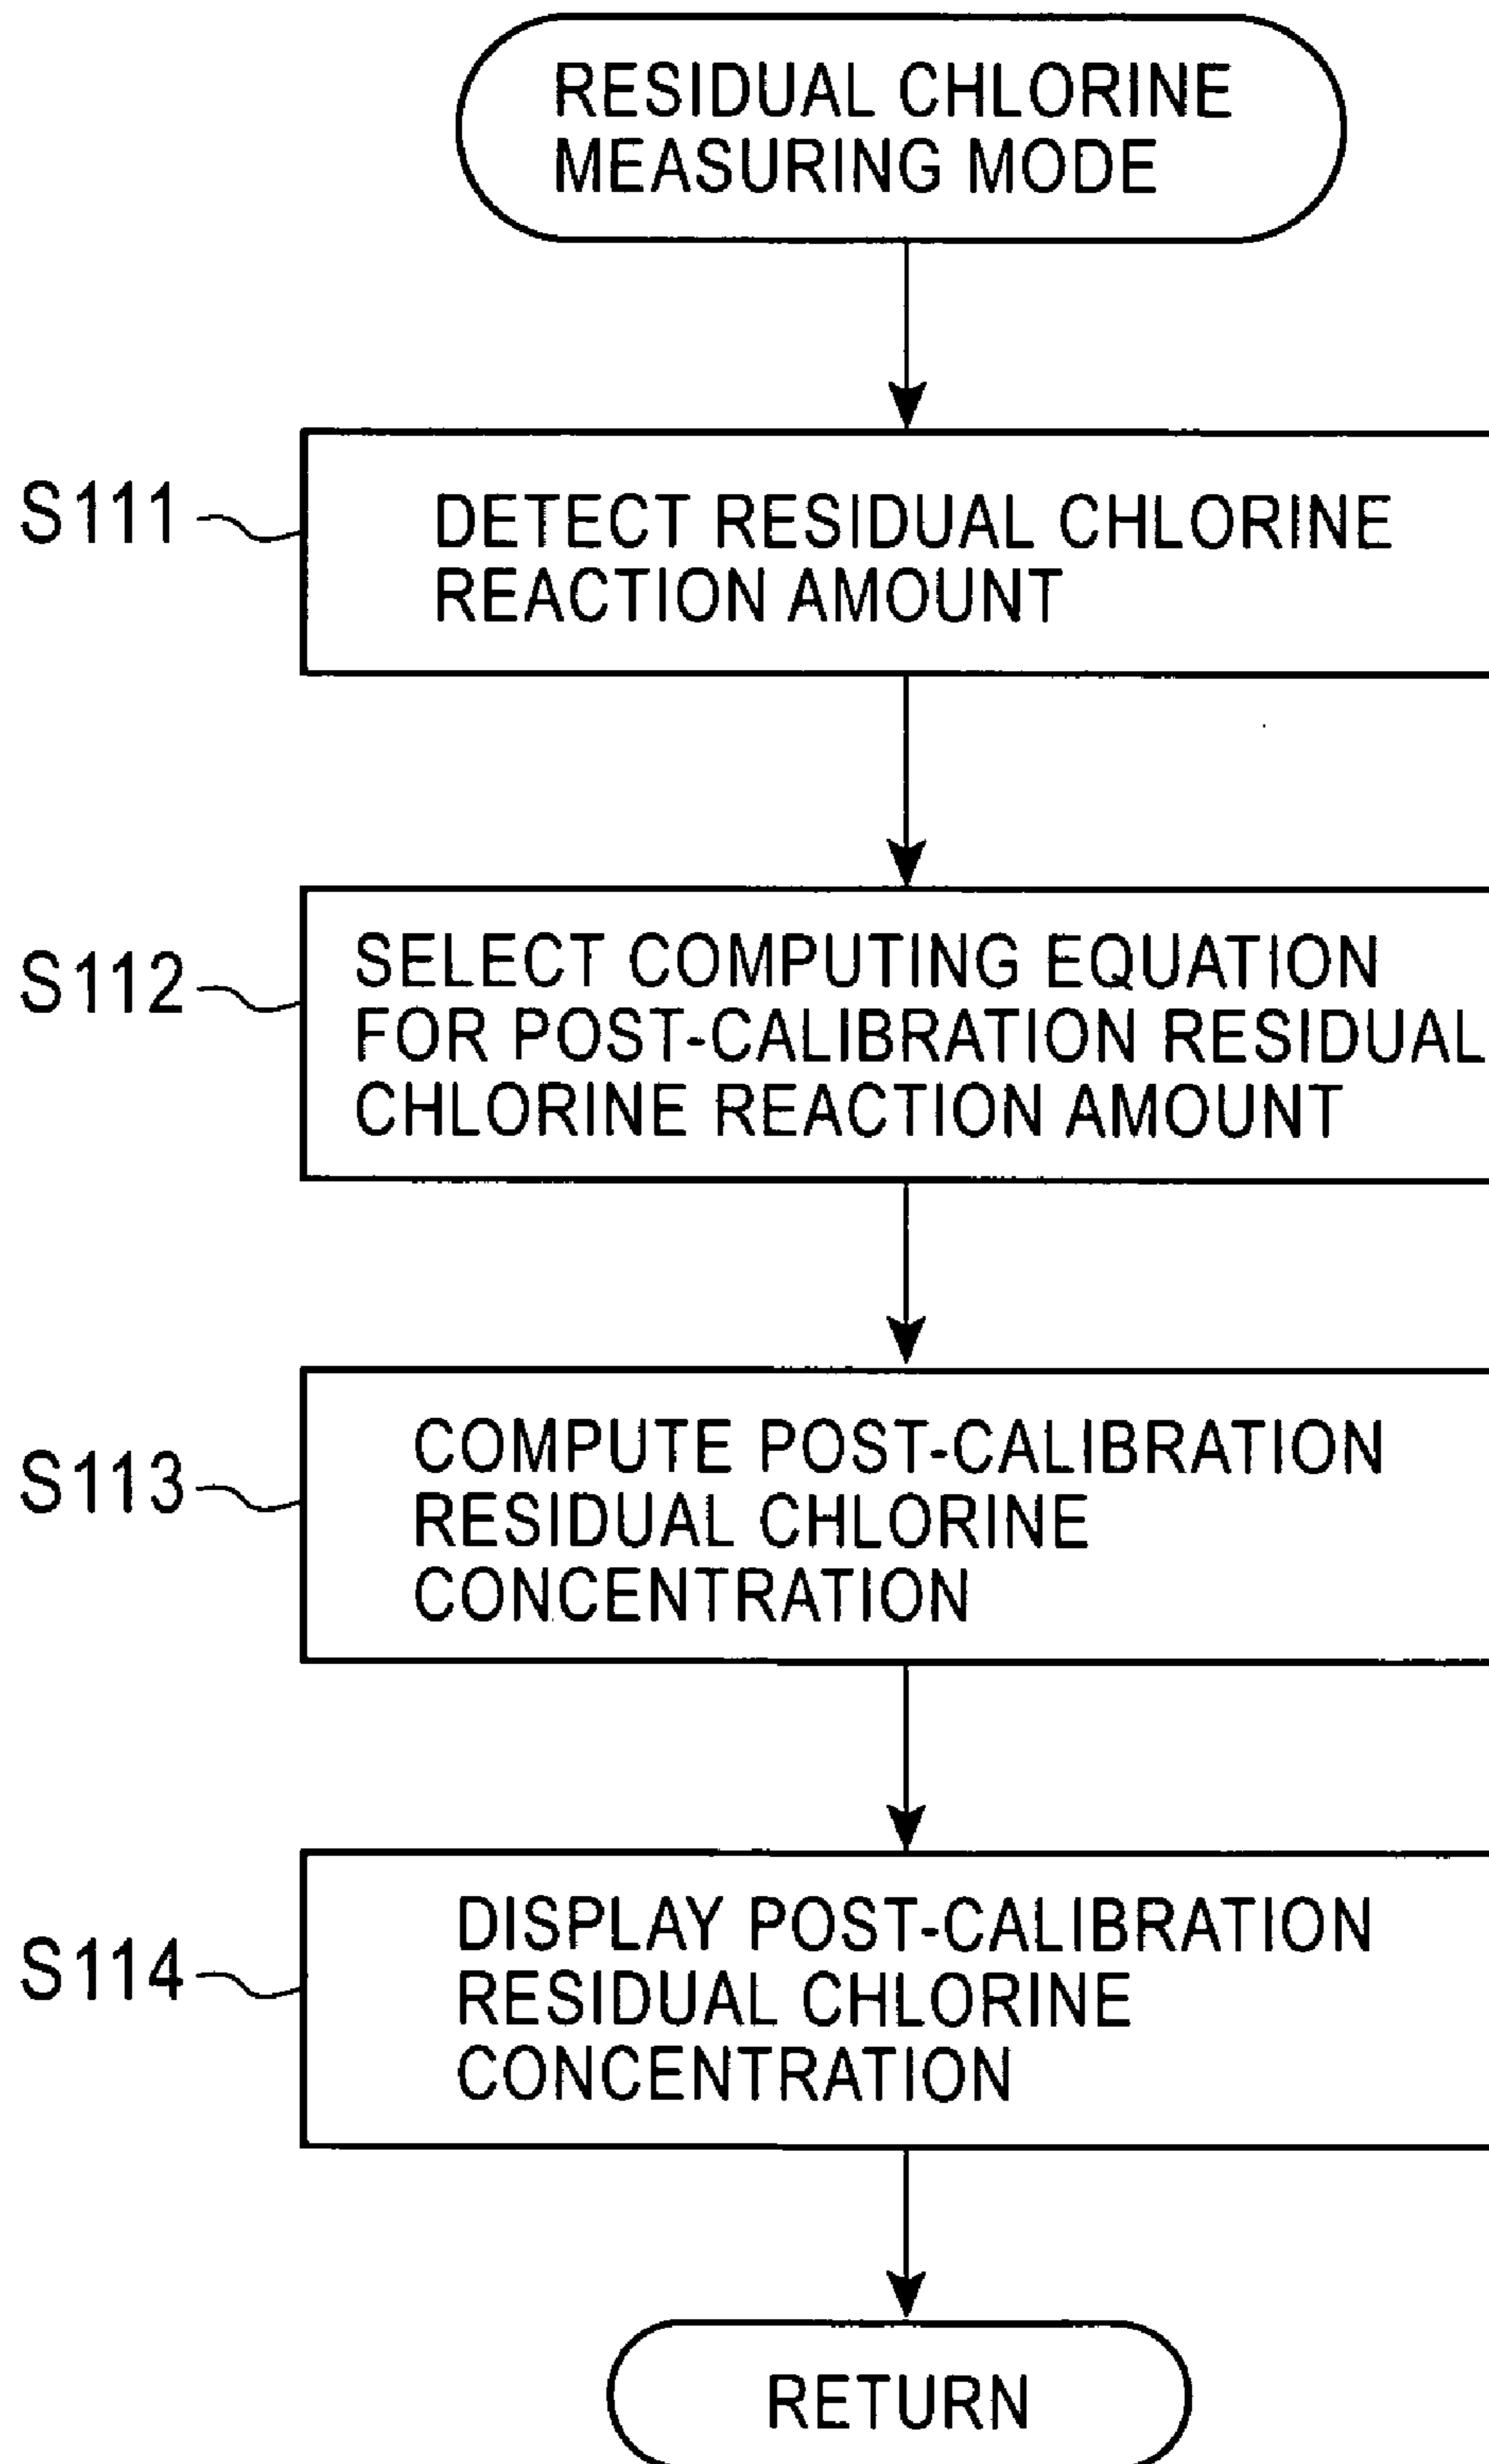 RESIDUAL CHLORINE
MEASURING MODE
S111
DETECT RESIDUAL CHLORINE
REACTION AMOUNT
S112
SELECT COMPUTING EQUATION
FOR POST-CALIBRATION RESIDUAL
CHLORINE REACTION AMOUNT
S113
COMPUTE POST-CALIBRATION
RESIDUAL CHLORINE
CONCENTRATION
S114
DISPLAY POST-CALIBRATION
RESIDUAL CHLORINE
CONCENTRATION
RETURN